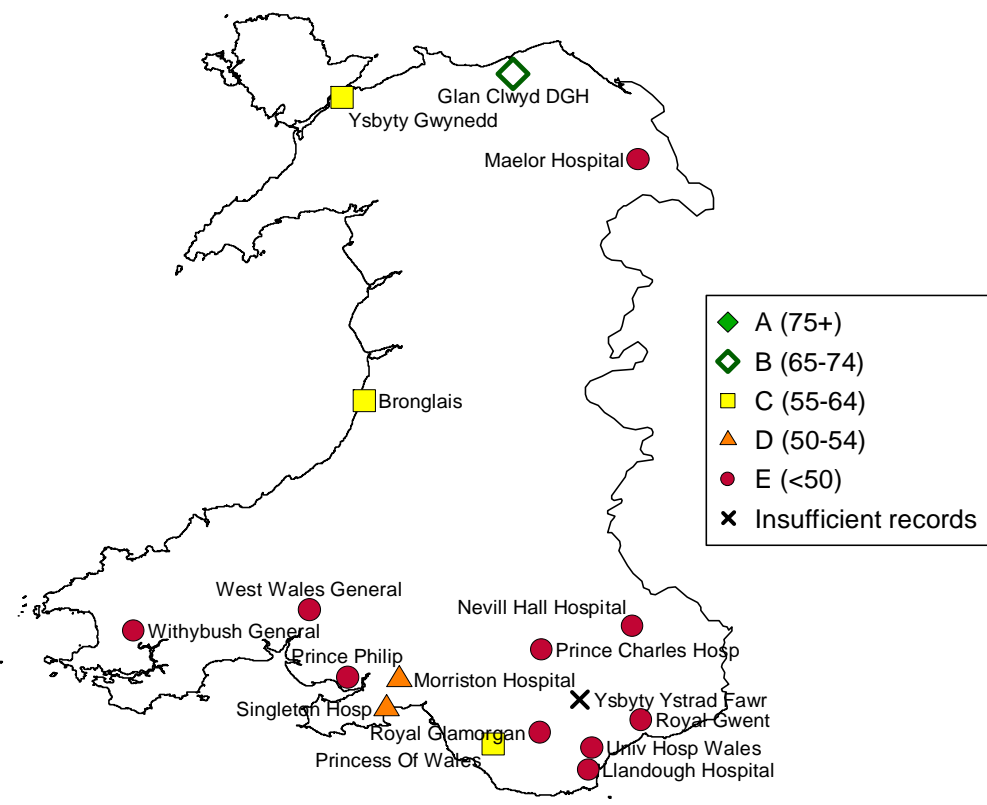 Glan Clwyd DGH
Ysbyty Gwynedd
Maelor Hospital
A (75+)
B (65-74)
C (55-64)
D (50-54)
E (<50)
Insufficient records
Bronglais
West Wales General
Nevill Hall Hospital
Withybush General
Prince Charles Hosp
Prince Philip
Morriston Hospital
Ysbyty Ystrad Fawr
Singleton Hosp
Royal Gwent
Royal Glamorgan
Univ Hosp Wales
Princess Of Wales
Llandough Hospital